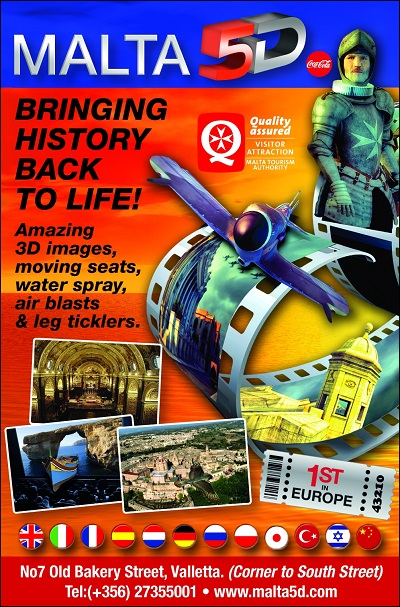 MALTA 5D
Coca-Cola
BRINGING
HISTORY
BACK
TO LIFE!
Quality
assured
VISITOR
ATTRACTION
MALTA TOURISM
AUTHORITY
Amazing
3D images,
moving seats,
water spray,
air blasts
& leg ticklers.
1ST
IN
EUROPE
43210
No7 Old Bakery Street, Valletta. (Corner to South Street)
Tel:(+356) 27355001 • www.malta5d.com